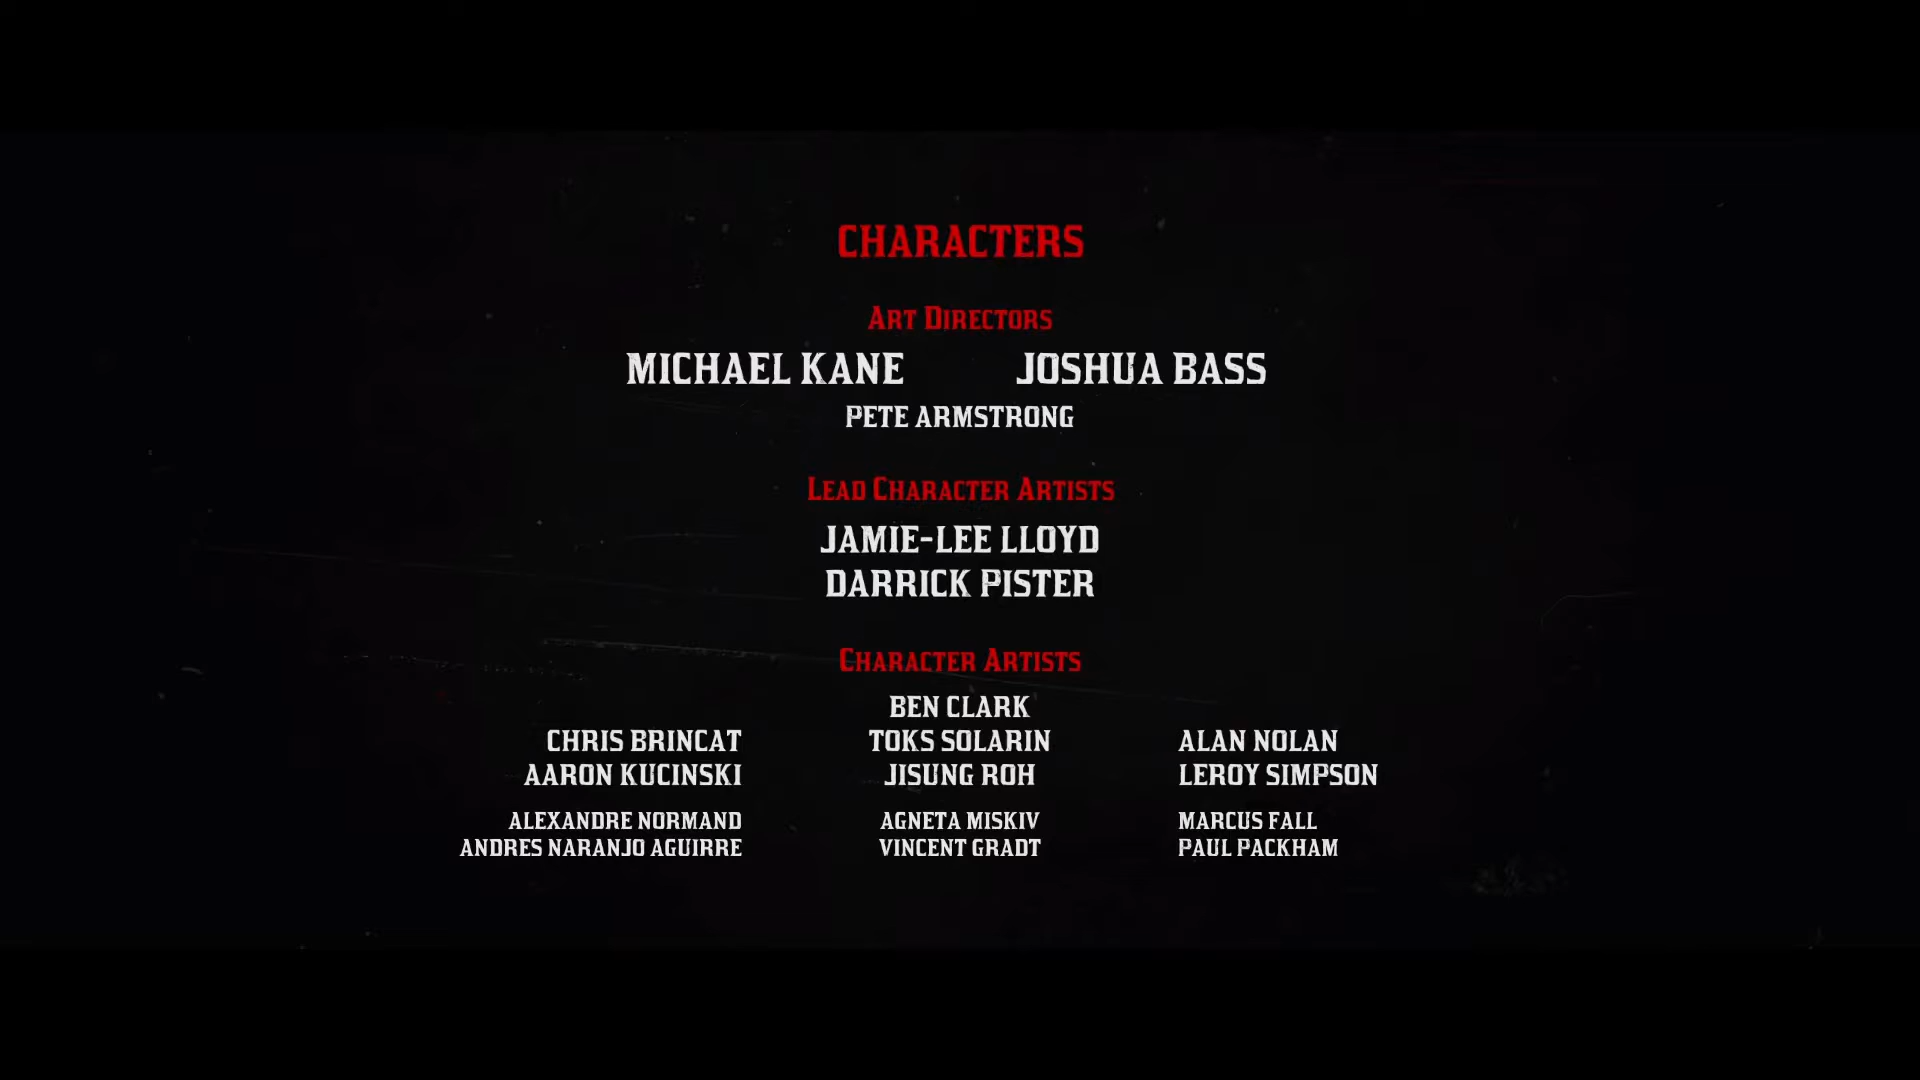 CHARACTERS
ART DIRECTORS
MICHAEL KANE JOSHUA BASS
PETE ARMSTRONG
LEAD CHARACTER ARTISTS
JAMIE-LEE LLOYD
DARRICK PISTER
CHARACTER ARTISTS
BEN CLARK
CHRIS BRINCAT TOKS SOLARIN ALAN NOLAN
AARON KUCINSKI JISUNG ROH LEROY SIMPSON
ALEXANDRE NORMAND AGNETA MISKIV MARCUS FALL
ANDRES NARANJO AGUIRRE VINCENT GRADT PAUL PACKHAM